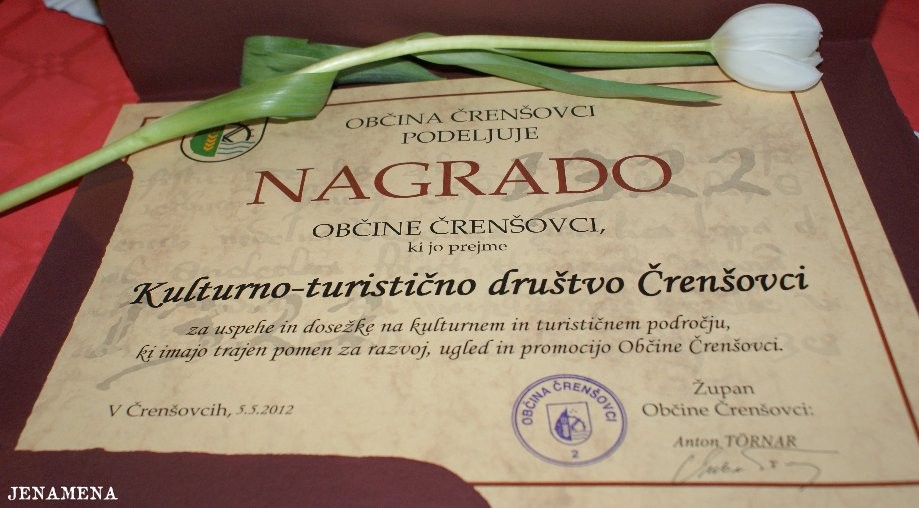 OBČINA ČRENŠOVCI
PODELJUJE
NAGRADO
OBČINE ČRENŠOVCI,
ki jo prejme
Kulturno-turistično društvo Črenšovci
za uspehe in dosežke na kulturnem in turističnem področju,
ki imajo trajen pomen za razvoj, ugled in promocijo Občine Črenšovci.
V Črenšovcih, 5.5.2012
OBČINA ČRENŠOVCI
2
Župan
Občine Črenšovci:
Anton TÖRNAR
JENAMENA